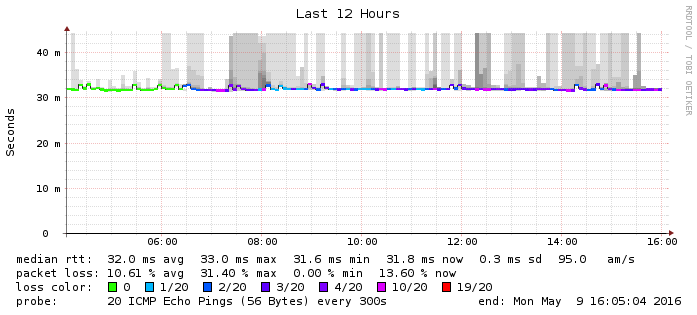 Last 12 Hours
RRDTOOL / TOBI OETIKER
Seconds
40 m
30 m
20 m
10 m
0
06:00 08:00 10:00 12:00 14:00 16:00
median rtt: 32.0 ms avg 33.0 ms max 31.6 ms min 31.8 ms now 0.3 ms sd 95.0 am/s
packet loss: 10.61 % avg 31.40 % max 0.00 % min 13.60 % now
loss color: 0 1/20 2/20 3/20 4/20 10/20 19/20
probe: 20 ICMP Echo Pings (56 Bytes) every 300s end: Mon May 9 16:05:04 2016